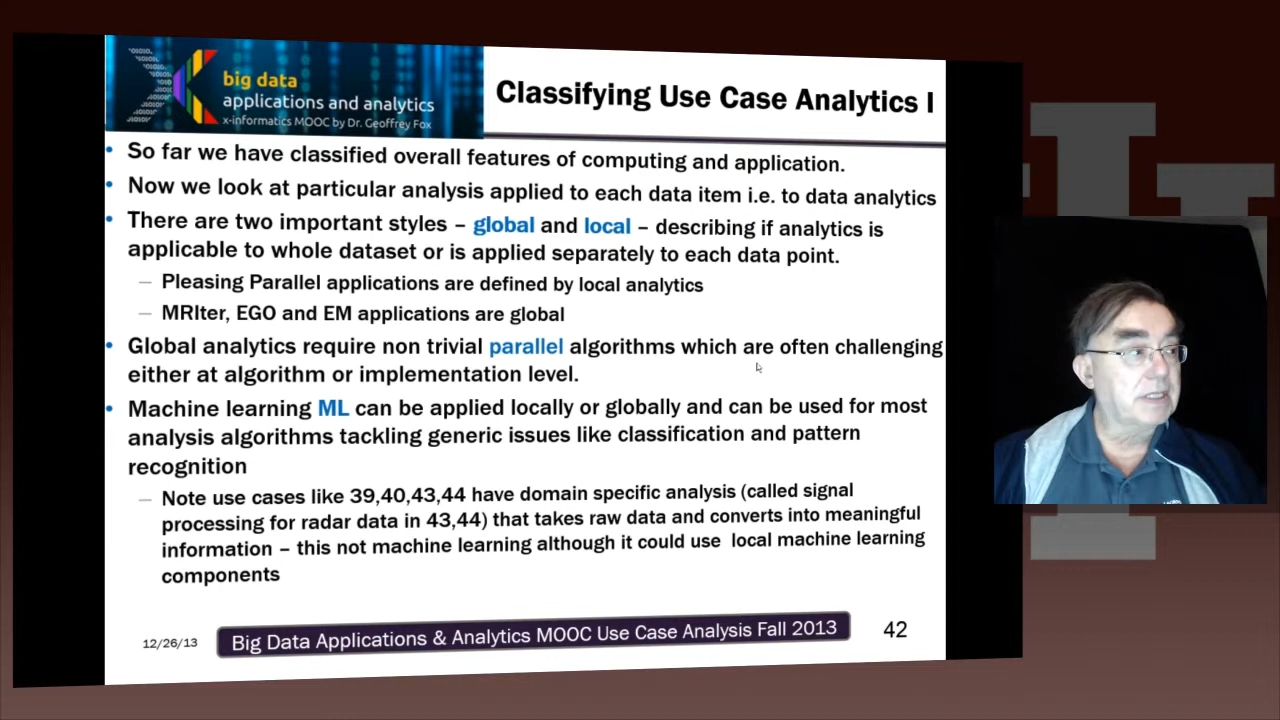 big data
applications and analytics
x-informatics MOOC by Dr. Geoffrey Fox
Classifying Use Case Analytics I
• So far we have classified overall features of computing and application.
• Now we look at particular analysis applied to each data item i.e. to data analytics
• There are two important styles – global and local – describing if analytics is
applicable to whole dataset or is applied separately to each data point.
– Pleasing Parallel applications are defined by local analytics
– MRIter, EGO and EM applications are global
• Global analytics require non trivial parallel algorithms which are often challenging
either at algorithm or implementation level.
• Machine learning ML can be applied locally or globally and can be used for most
analysis algorithms tackling generic issues like classification and pattern
recognition
– Note use cases like 39,40,43,44 have domain specific analysis (called signal
processing for radar data in 43,44) that takes raw data and converts into meaningful
information – this not machine learning although it could use local machine learning
components
12/26/13
Big Data Applications & Analytics MOOC Use Case Analysis Fall 2013
42